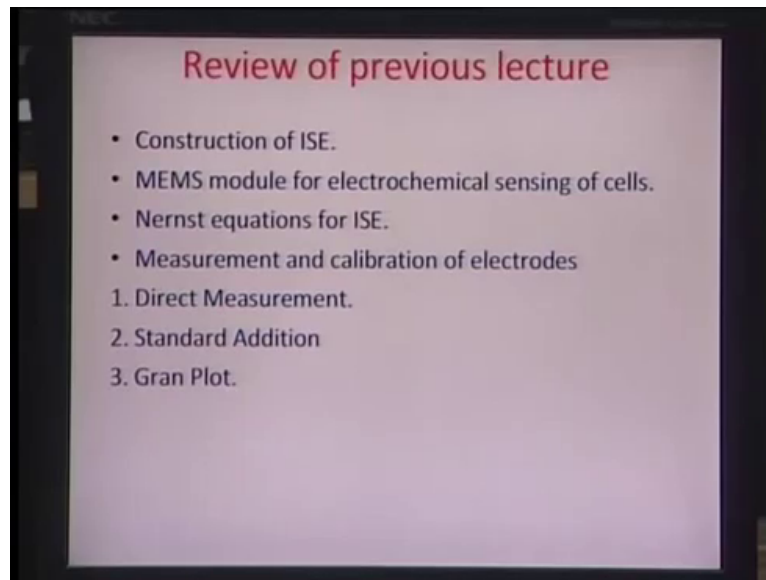 NEC
Review of previous lecture
• Construction of ISE.
• MEMS module for electrochemical sensing of cells.
• Nernst equations for ISE.
• Measurement and calibration of electrodes
1. Direct Measurement.
2. Standard Addition
3. Gran Plot.